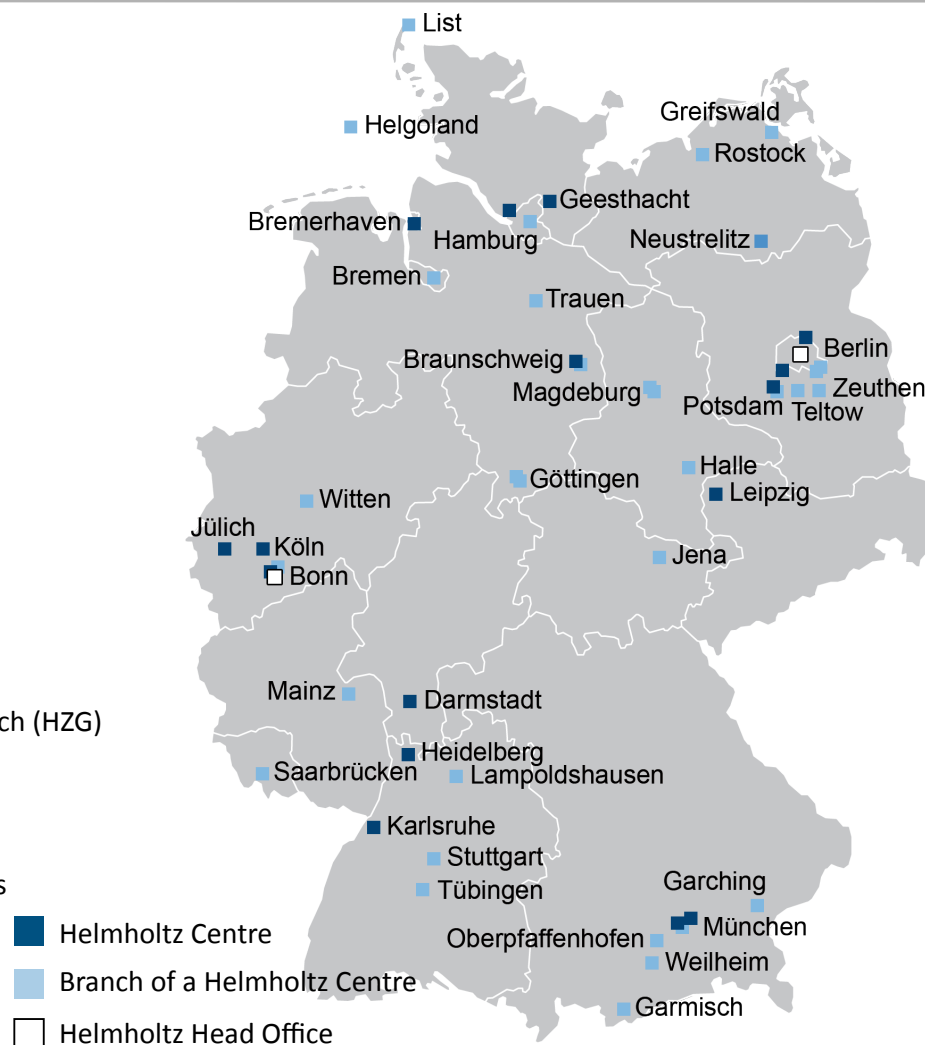 List
Greifswald
Helgoland
Rostock
Geesthacht
Bremerhaven
Hamburg
Neustrelitz
Bremen
Trauen
Berlin
Braunschweig
Magdeburg
Zeuthen
Potsdam
Teltow
Göttingen
Halle
Leipzig
Witten
Jülich
Köln
Jena
Bonn
Mainz
Darmstadt
ch (HZG)
Heidelberg
Saarbrücken
Lampoldshausen
Karlsruhe
Stuttgart
Garching
s
Tübingen
München
Helmholtz Centre
Oberpfaffenhofen
Weilheim
Branch of a Helmholtz Centre
Garmisch
Helmholtz Head Office